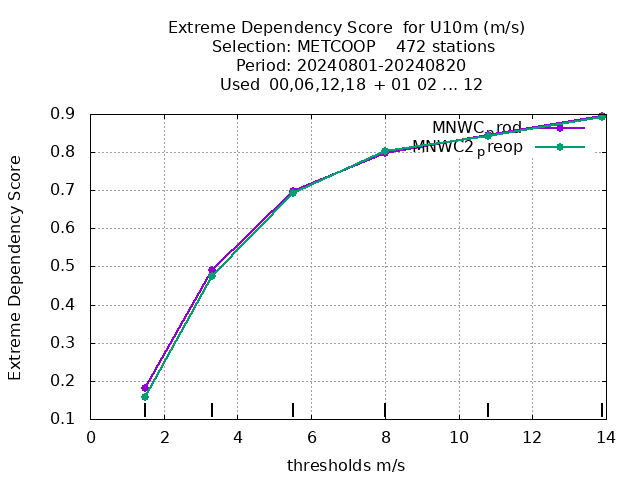 Extreme Dependency Score  for U10m (m/s)
Selection: METCOOP    472 stations
Period: 20240801-20240820
Used  00,06,12,18  + 01 02 ... 12
Extreme Dependency Score
0.9
0.8
0.7
0.6
0.5
0.4
0.3
0.2
0.1
MNWCprod
MNWC2preop
0 2 4 6 8 10 12 14
thresholds m/s